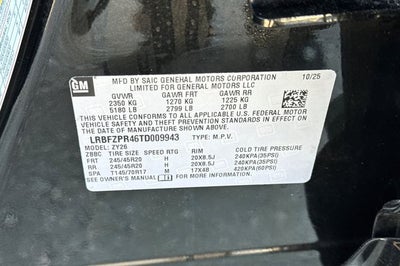 GM
MFD BY SAIC GENERAL MOTORS CORPORATION 10/25
LIMITED FOR GENERAL MOTORS LLC
GVWR GAWR FRT GAWR RR
2350 KG 1270 KG 1225 KG
5180 LB 2799 LB 2700 LB
THIS VEHICLE CONFORMS TO ALL APPLICABLE U.S. FEDERAL MOTOR
VEHICLE SAFETY, BUMPER, AND THEFT PREVENTION STANDARDS IN
EFFECT ON THE DATE OF MANUFACTURE SHOWN ABOVE.
LRBFZPR46TD009943 TYPE: M.P.V.
MODEL: ZY26
ZBBC TIRE SIZE SPEED RTG RIM COLD TIRE PRESSURE
FRT 245/45R20 V 20X8.5J 240KPA(35PSI)
RR 245/45R20 V 20X8.5J 240KPA(35PSI)
SPA T145/70R17 M 17X4B 420KPA(60PSI)
SEE OWNER'S MANUAL FOR MORE INFORMATION.